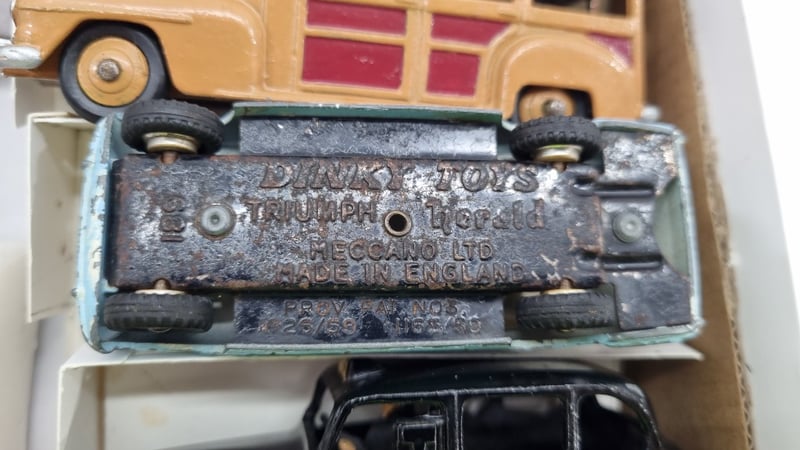 DINKY TOYS
TRIUMPH herald
189
MECCANO LTD
MADE IN ENGLAND
PROV. PAT. NOS.